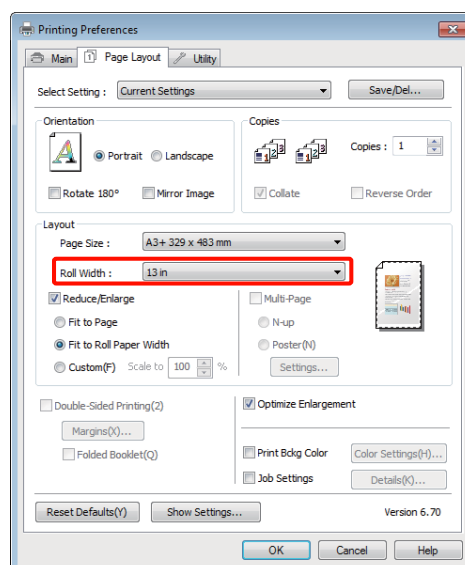 Printing Preferences
Main Page Layout Utility
Select Setting : Current Settings Save/Del...
Orientation
Portrait Landscape
Rotate 180° Mirror Image
Copies
Copies : 1
Collate Reverse Order
Layout
Page Size : A3+ 329 x 483 mm
Roll Width : 13 in
Reduce/Enlarge
Fit to Page
Fit to Roll Paper Width
Custom(F) Scale to 100 %
Multi-Page
N-up
Poster(N)
Settings...
Double-Sided Printing(2)
Margins(X)...
Folded Booklet(Q)
Optimize Enlargement
Print Bckg Color Color Settings(H)...
Job Settings Details(K)...
Reset Defaults(Y) Show Settings... Version 6.70
OK Cancel Help